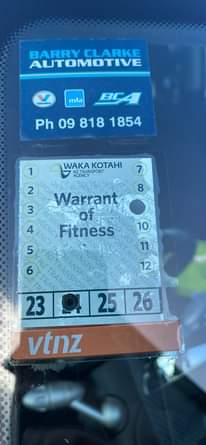 BARRY CLARKE
AUTOMOTIVE
mta BCA
Ph 09 818 1854
WAKA KOTAHI
NZ TRANSPORT
AGENCY
1 7
2 8
3
4 10
5 11
6 12
Warrant
of
Fitness
23 24 25 26
vtnz